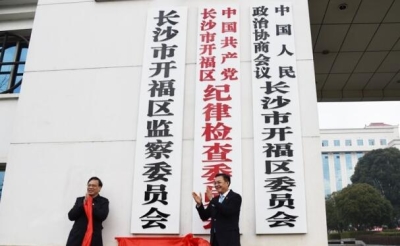 中国人民
政治协商会议
长沙市开福区委员会
中国共产党
长沙市开福区
纪律检查委
长沙市开福区监察委员会